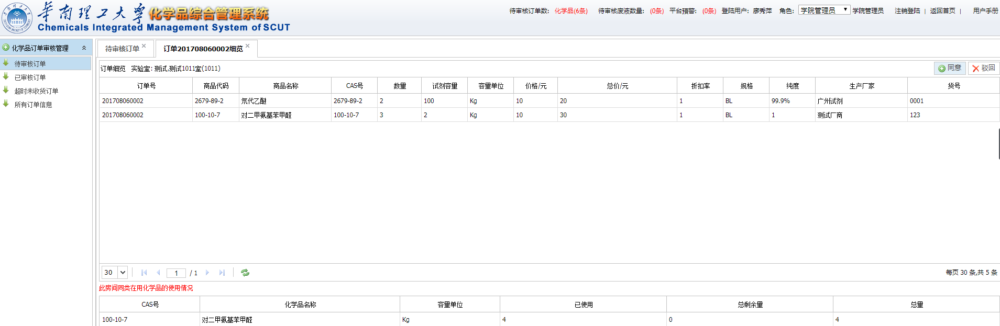 華南理工大學 化学品综合管理系统
Chemicals Integrated Management System of SCUT
待审核订单数: 化学品(6条) 待审核废液数量: (0条) 平台預警: (0条) 登陆用户: 廖秀萍 角色: 学院管理员 学院管理员 注销登陆 | 返回首页 | 用户手册
化学品订单审核管理
待审核订单
已审核订单
超时未收货订单
所有订单信息
待审核订单 订单201708060002细览
订单细览 实验室: 测试,测试1011室(1011) 同意 驳回
订单号 商品代码 商品名称 CAS号 数量 试剂容量 容量单位 价格/元 总价/元 折扣率 规格 纯度 生产厂家 货号
201708060002 2679-89-2 氘代乙醚 2679-89-2 2 100 Kg 10 20 1 BL 99.9% 广州试剂 0001
201708060002 100-10-7 对二甲氨基苯甲醛 100-10-7 3 2 Kg 10 30 1 BL 1 测试厂商 123
30 1 / 1 每页 30 条,共 5 条
此房间同类在用化学品的使用情况
CAS号 化学品名称 容量单位 已使用 总剩余量 总量
100-10-7 对二甲氨基苯甲醛 Kg 4 0 4